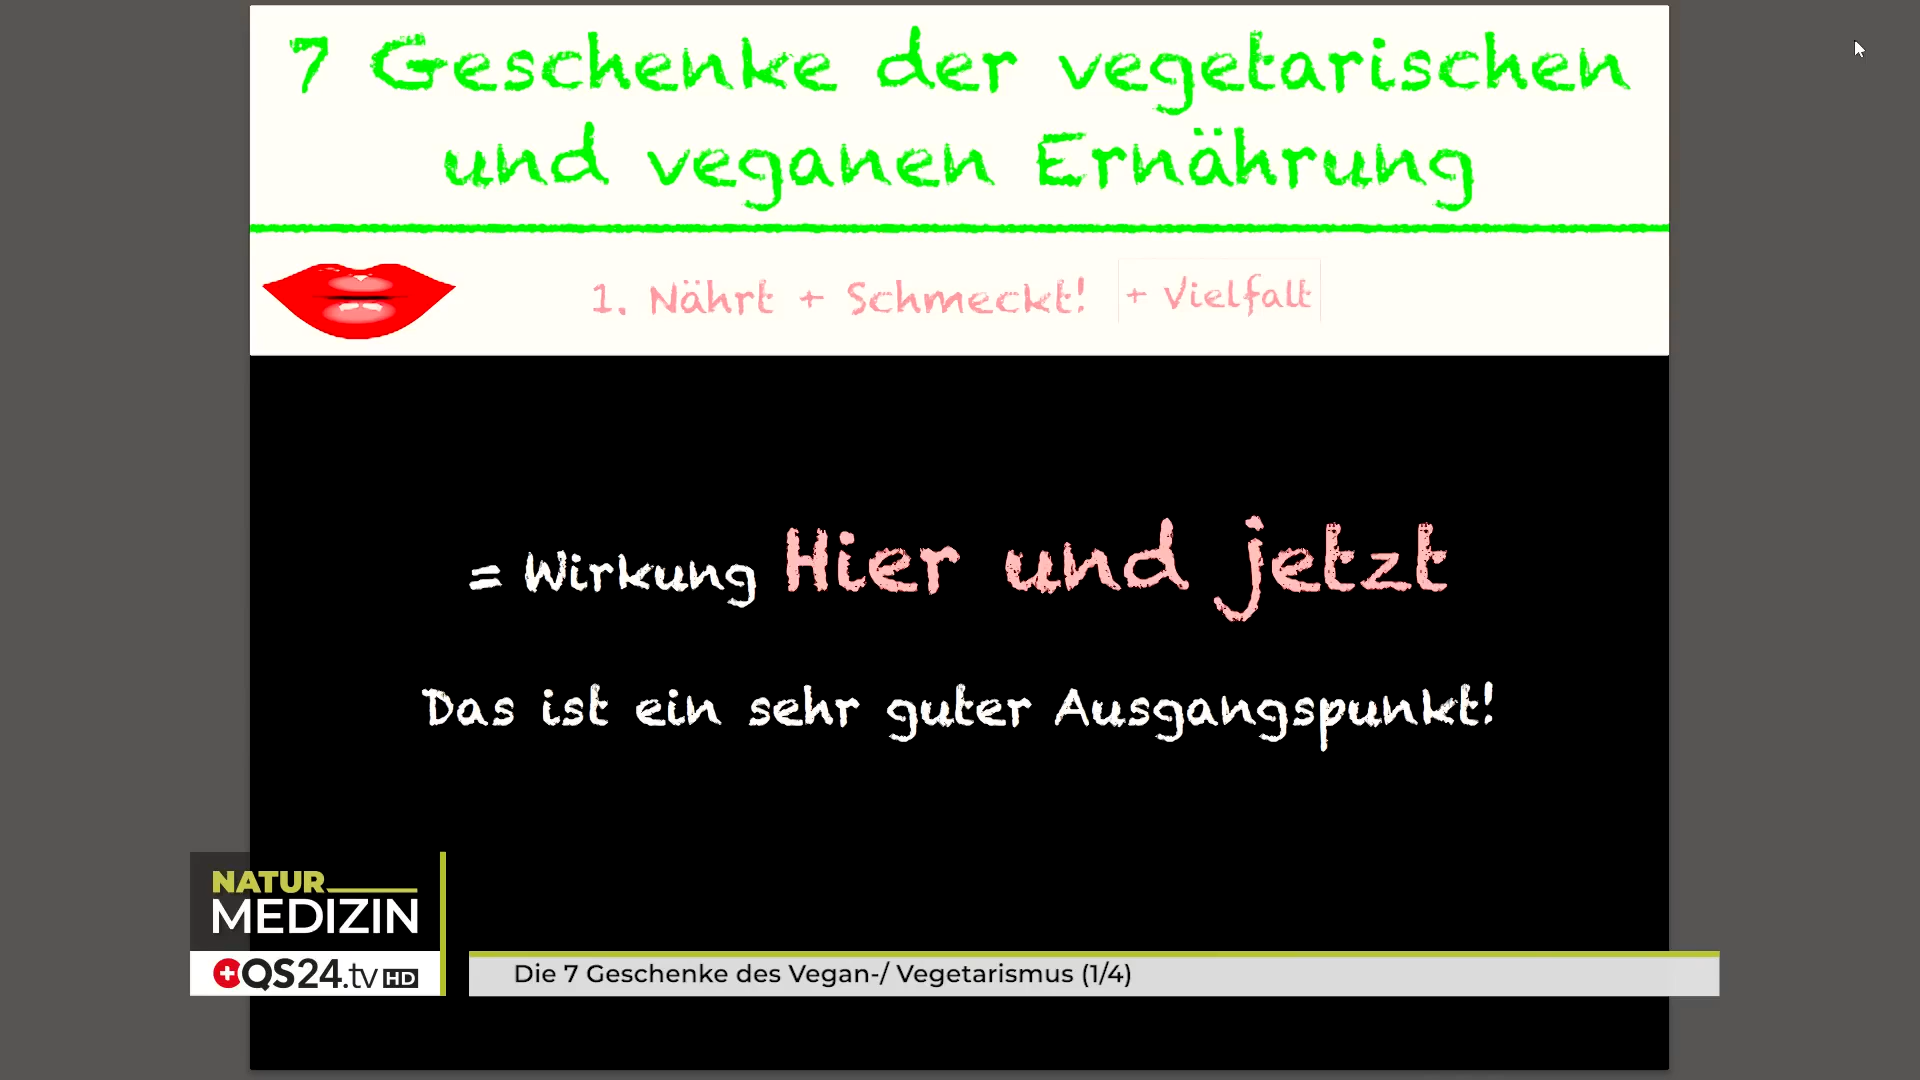 7 Geschenke der vegetarischen
und veganen Ernährung
1. Nährt + Schmeckt! + Vielfalt
= Wirkung Hier und jetzt
Das ist ein sehr guter Ausgangspunkt!
NATUR
MEDIZIN
QS24.tv HD
Die 7 Geschenke des Vegan-/ Vegetarismus (1/4)